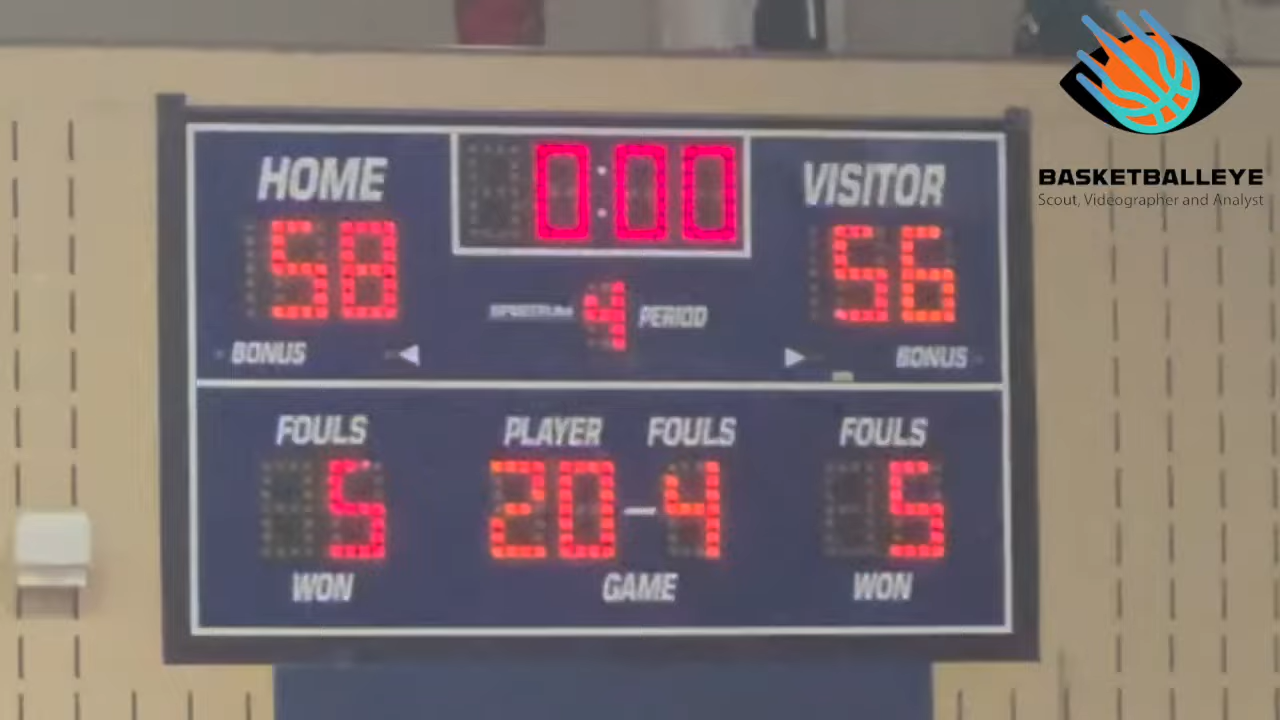 HOME
0:00
VISITOR
58
56
4 PERIOD
BONUS
BONUS
FOULS
PLAYER FOULS
FOULS
5
20-4
5
WON
GAME
WON
BASKETBALLEYE
Scout, Videographer and Analyst